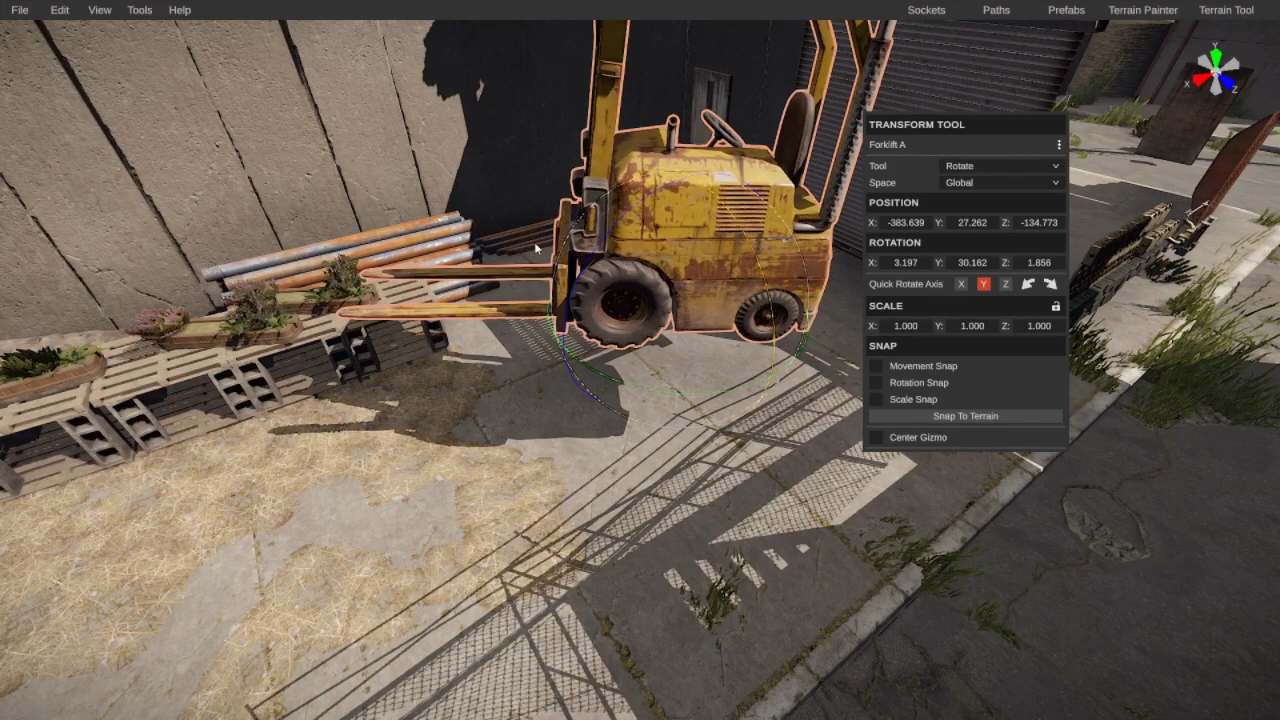 File Edit View Tools Help Sockets Paths Prefabs Terrain Painter Terrain Tool
Y
X
Z
TRANSFORM TOOL
Forklift A
Tool Rotate
Space Global
POSITION
X: -383.639 Y: 27.262 Z: -134.773
ROTATION
X: 3.197 Y: 30.162 Z: 1.856
Quick Rotate Axis X Y Z
SCALE
X: 1.000 Y: 1.000 Z: 1.000
SNAP
Movement Snap
Rotation Snap
Scale Snap
Snap To Terrain
Center Gizmo